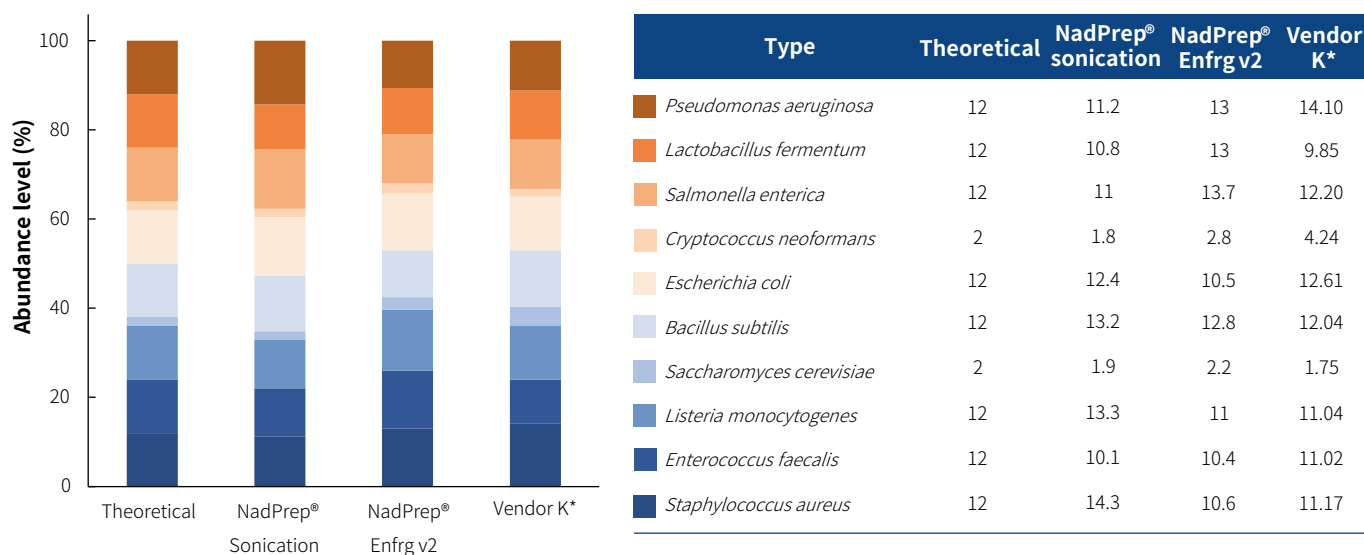 Abundance level (%)
100
80
60
40
20
0
Theoretical
NadPrep®
Sonication
NadPrep®
Enfrg v2
Vendor K*
Type Theoretical NadPrep® sonication NadPrep® Enfrg v2 Vendor K*
Pseudomonas aeruginosa 12 11.2 13 14.10
Lactobacillus fermentum 12 10.8 13 9.85
Salmonella enterica 12 11 13.7 12.20
Cryptococcus neoformans 2 1.8 2.8 4.24
Escherichia coli 12 12.4 10.5 12.61
Bacillus subtilis 12 13.2 12.8 12.04
Saccharomyces cerevisiae 2 1.9 2.2 1.75
Listeria monocytogenes 12 13.3 11 11.04
Enterococcus faecalis 12 10.1 10.4 11.02
Staphylococcus aureus 12 14.3 10.6 11.17